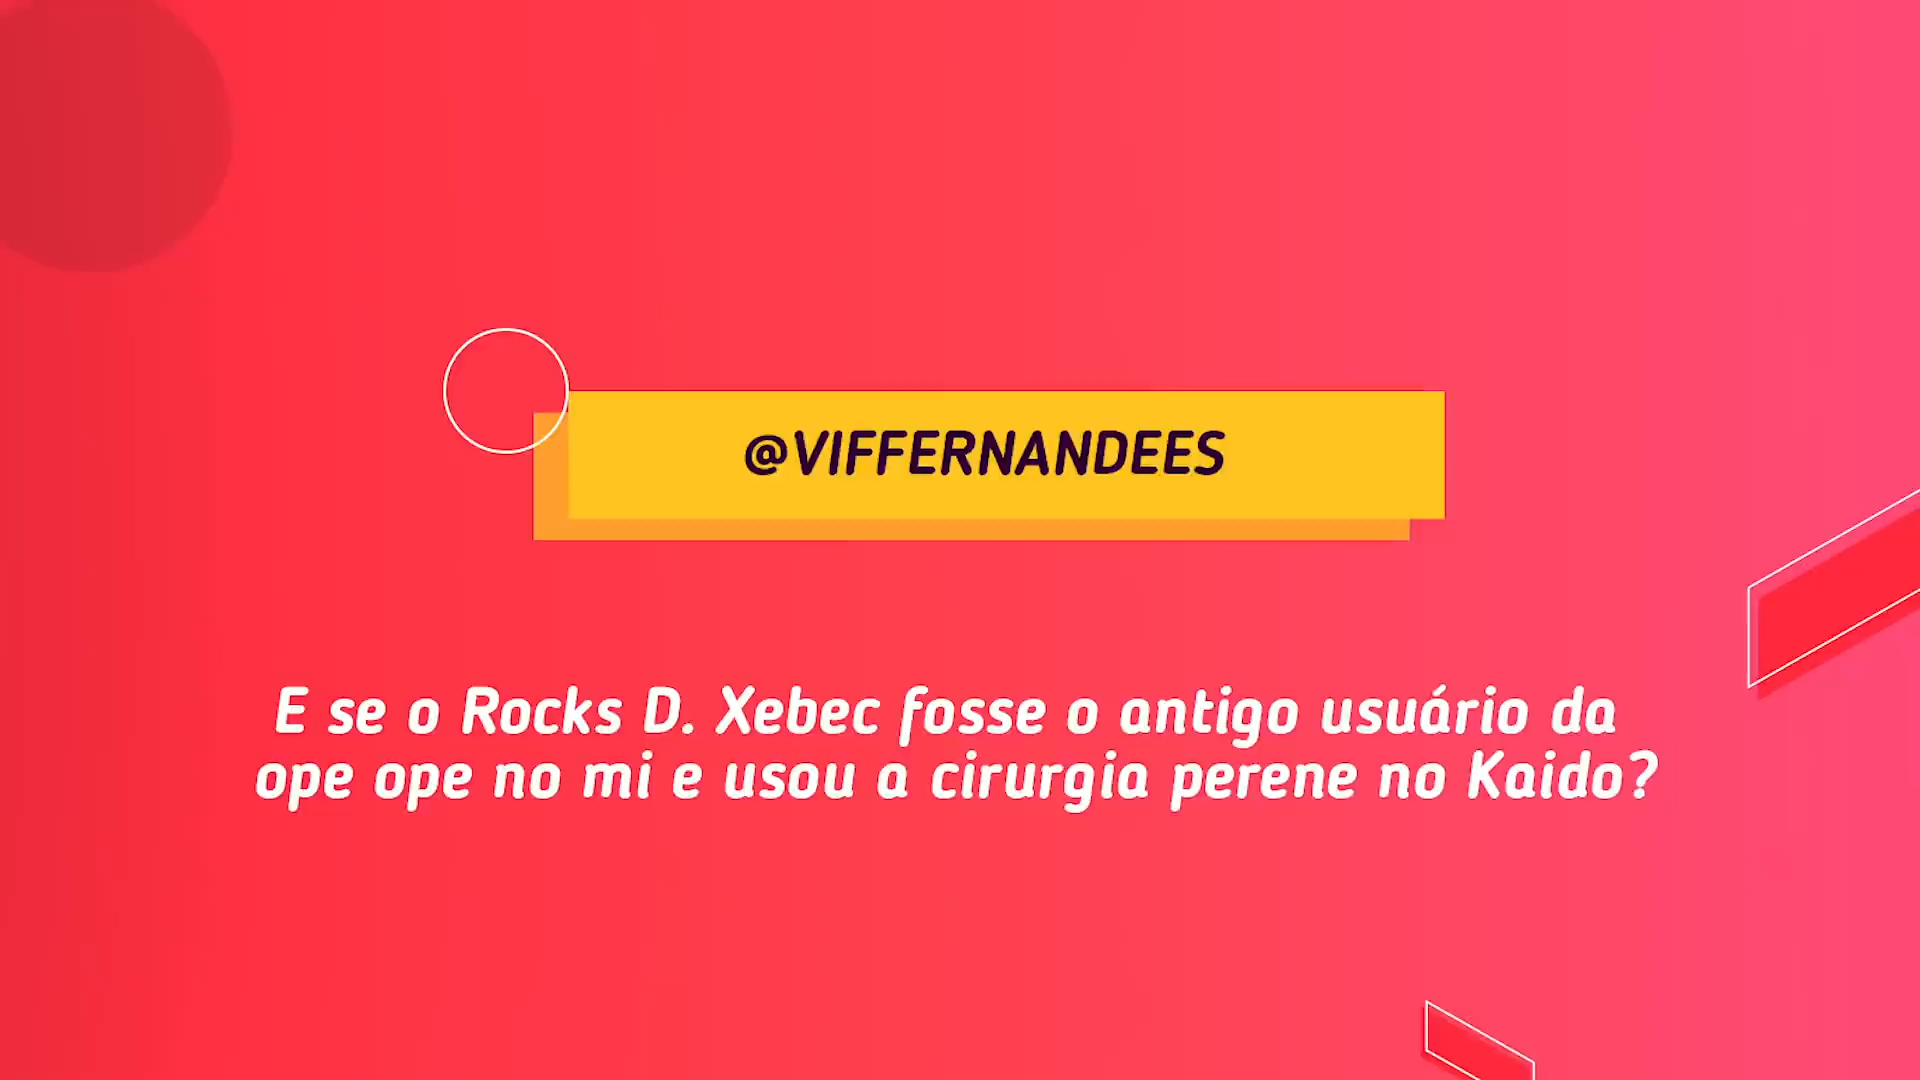 @VIFFERNANDEES
E se o Rocks D. Xebec fosse o antigo usuário da
ope ope no mi e usou a cirurgia perene no Kaido?